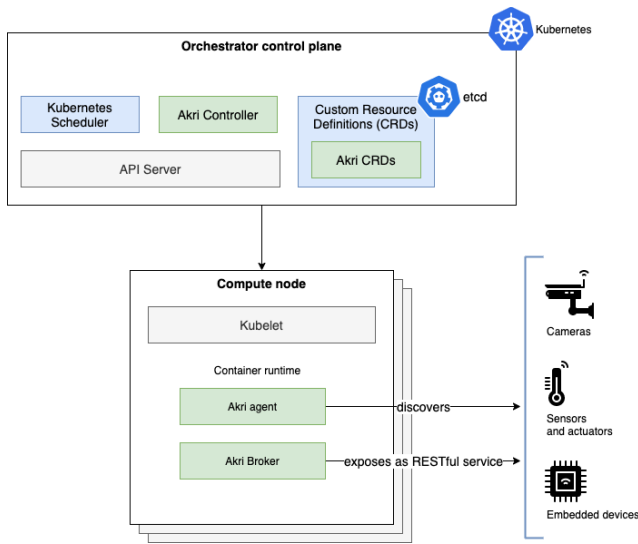 Kubernetes
Orchestrator control plane
etcd
Kubernetes
Scheduler
Akri Controller
Custom Resource
Definitions (CRDs)
Akri CRDs
API Server
Compute node
Kubelet
Container runtime
Akri agent
discovers
Akri Broker
exposes as RESTful service
Cameras
Sensors
and actuators
Embedded devices